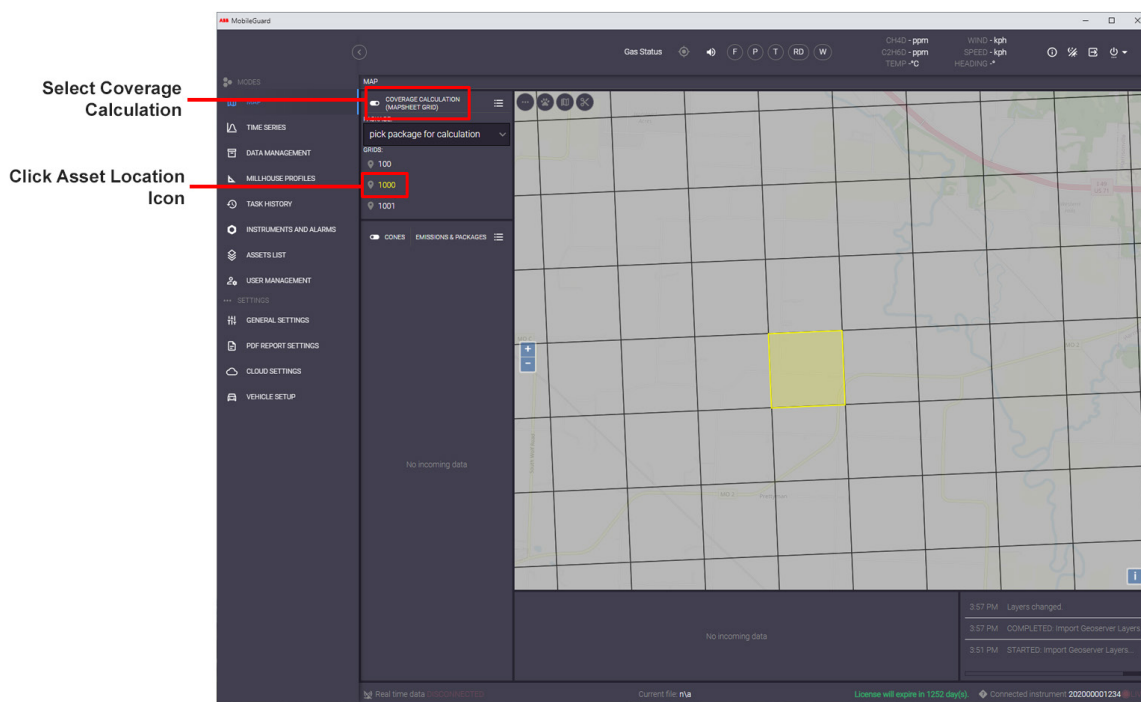 ABB MobileGuard
Gas Status
F P T RD W
CH4D - ppm
C2H6D - ppm
TEMP -°C
WIND - kph
SPEED - kph
HEADING -°
Select Coverage
Calculation
Click Asset Location
Icon
MODES
MAP
TIME SERIES
DATA MANAGEMENT
MILLHOUSE PROFILES
TASK HISTORY
INSTRUMENTS AND ALARMS
ASSETS LIST
USER MANAGEMENT
SETTINGS
GENERAL SETTINGS
PDF REPORT SETTINGS
CLOUD SETTINGS
VEHICLE SETUP
MAP
COVERAGE CALCULATION
(MAPSHEET GRID)
PACKAGE:
pick package for calculation
GRIDS:
100
1000
1001
CONES EMISSIONS & PACKAGES
No incoming data
+
−
MO 2
MO 2
i
No incoming data
3:57 PM Layers changed.
3:57 PM COMPLETED: Import Geoserver Layers
3:51 PM STARTED: Import Geoserver Layers...
Real time data DISCONNECTED
Current file: n\a
License will expire in 1252 day(s).
Connected instrument 202000001234